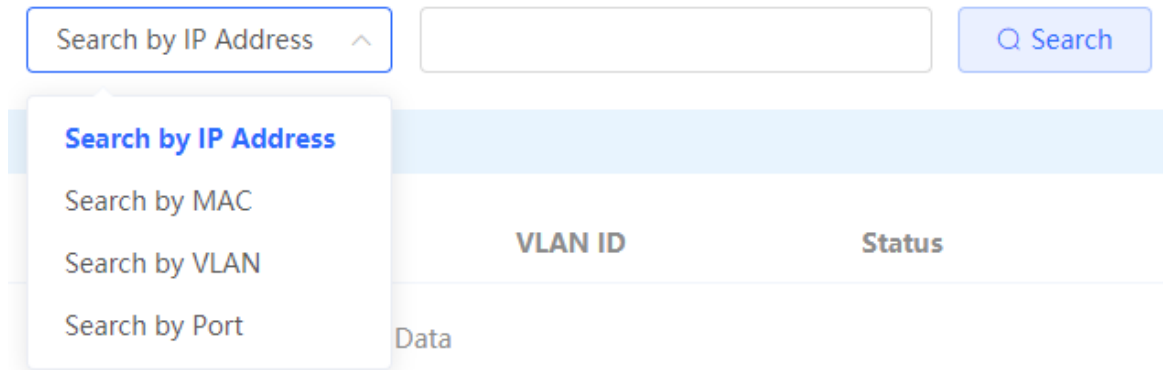 Search by IP Address
Search
Search by IP Address
Search by MAC
VLAN ID
Status
Search by VLAN
Search by Port
Data